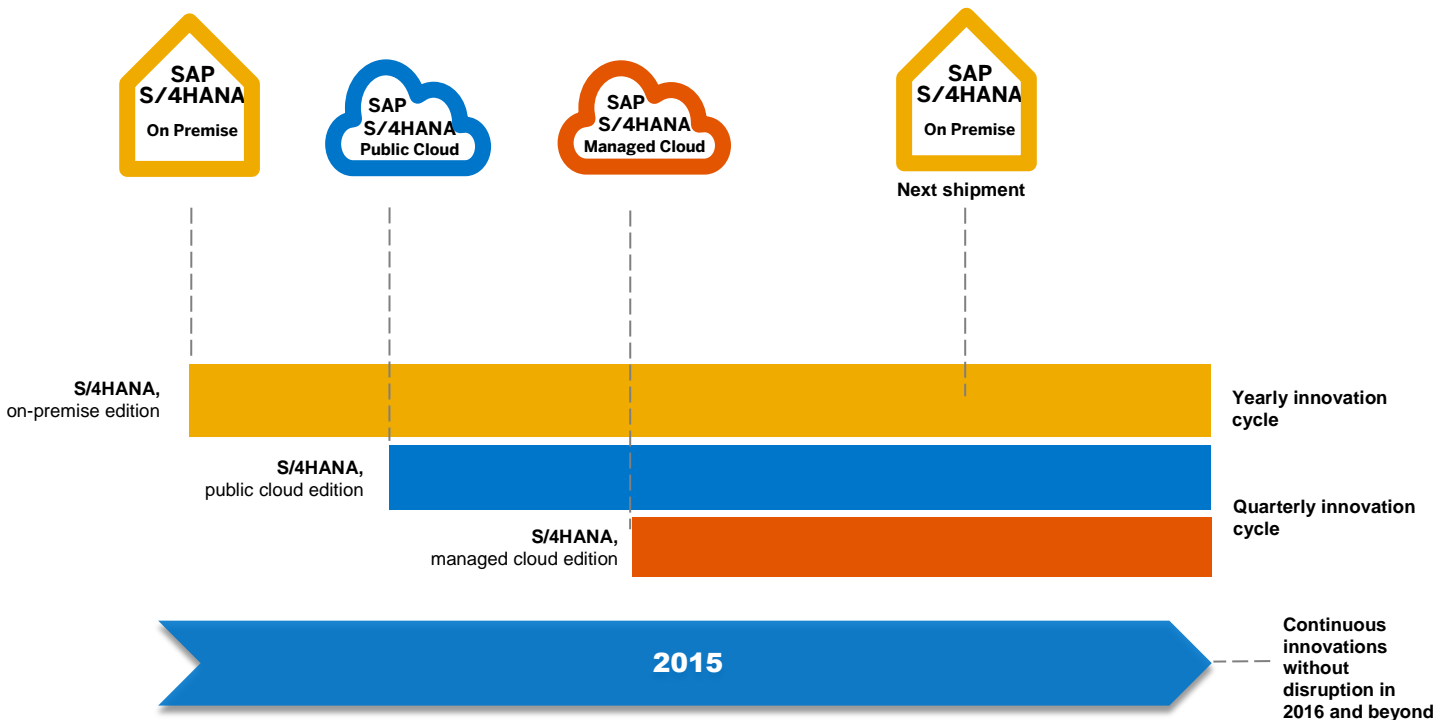 SAP
S/4HANA
On Premise
SAP
S/4HANA
Public Cloud
SAP
S/4HANA
Managed Cloud
SAP
S/4HANA
On Premise
Next shipment
S/4HANA,
on-premise edition
Yearly innovation
cycle
S/4HANA,
public cloud edition
Quarterly innovation
cycle
S/4HANA,
managed cloud edition
2015
Continuous
innovations
without
disruption in
2016 and beyond